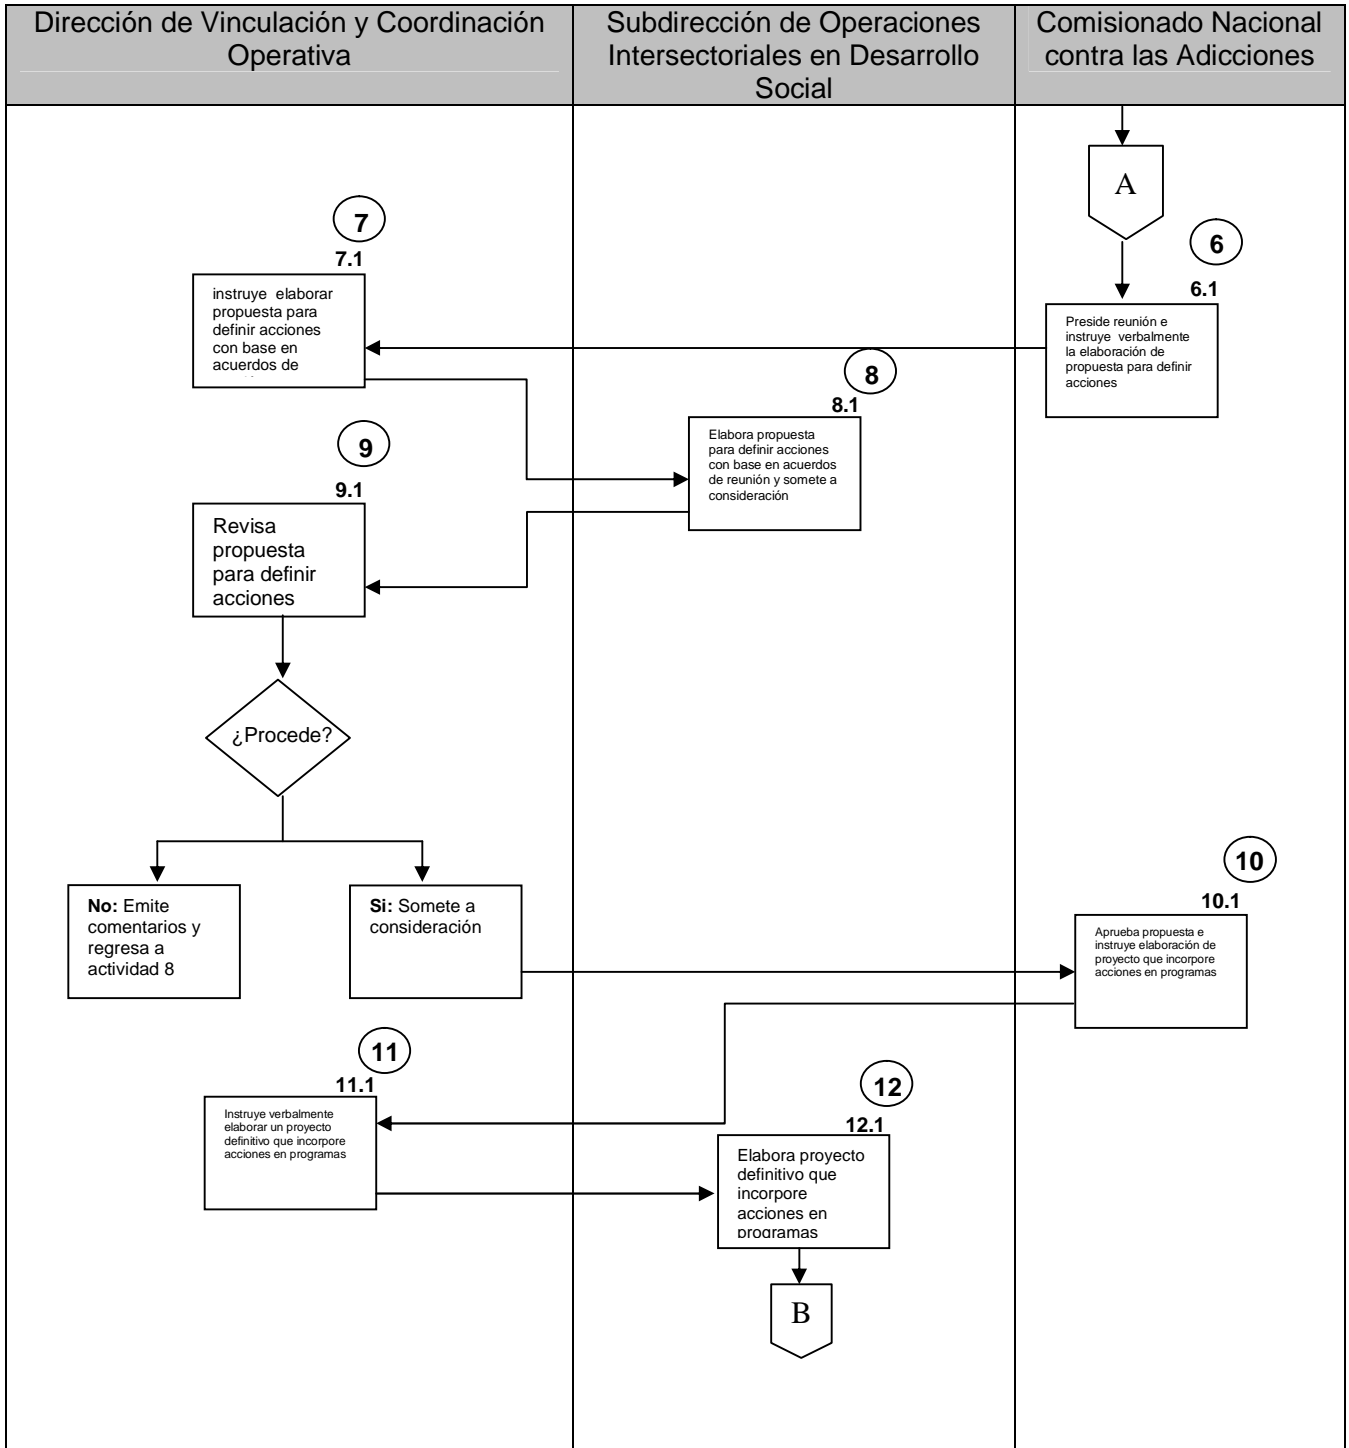 Dirección de Vinculación y Coordinación
Operativa
Subdirección de Operaciones
Intersectoriales en Desarrollo
Social
Comisionado Nacional
contra las Adicciones
A
6
6.1
Preside reunión e
instruye verbalmente
la elaboración de
propuesta para definir
acciones
7
7.1
instruye elaborar
propuesta para
definir acciones
con base en
acuerdos de
8
8.1
Elabora propuesta
para definir acciones
con base en acuerdos
de reunión y somete a
consideración
9
9.1
Revisa
propuesta
para definir
acciones
¿Procede?
No: Emite
comentarios y
regresa a
actividad 8
Si: Somete a
consideración
10
10.1
Aprueba propuesta e
instruye elaboración de
proyecto que incorpore
acciones en programas
11
11.1
Instruye verbalmente
elaborar un proyecto
definitivo que incorpore
acciones en programas
12
12.1
Elabora proyecto
definitivo que
incorpore
acciones en
programas
B